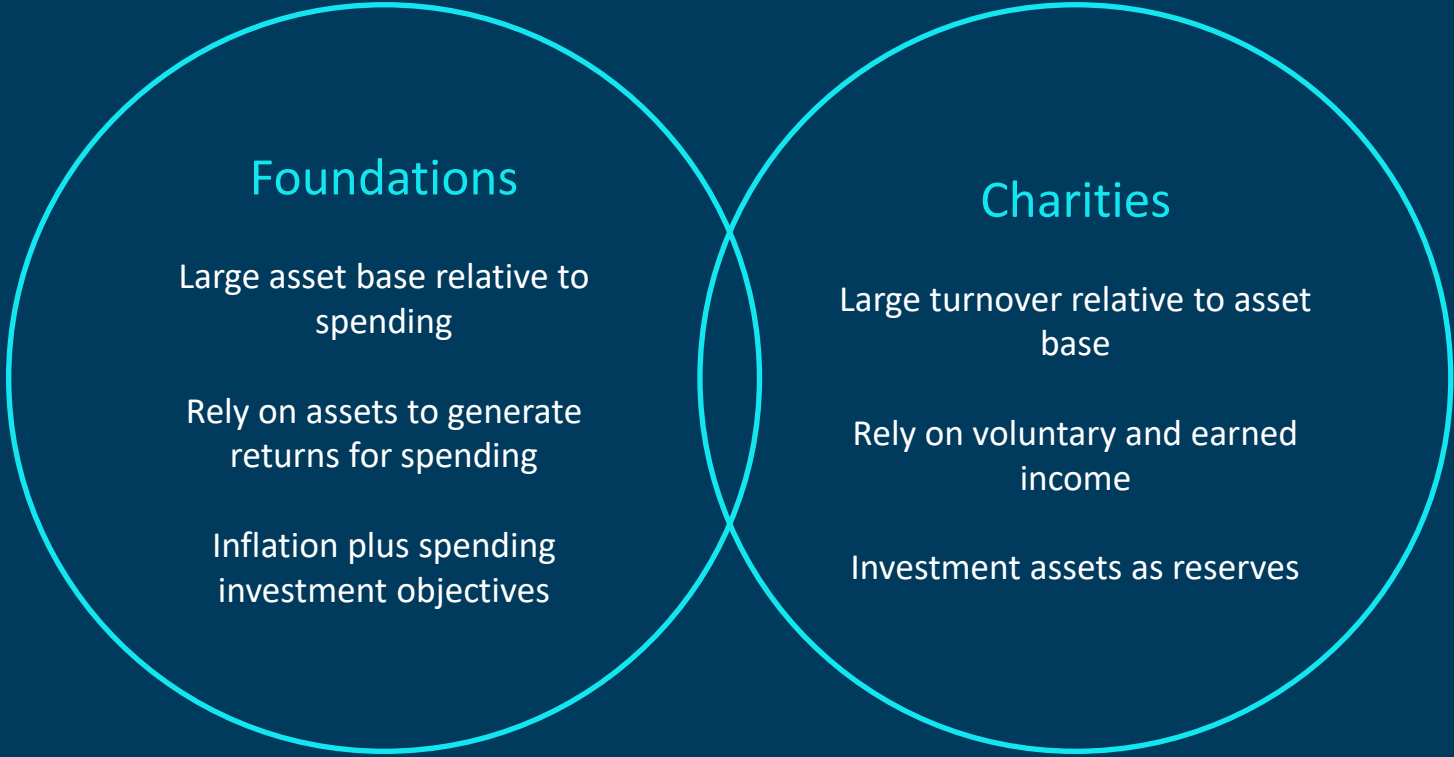 Foundations
Large asset base relative to
spending
Rely on assets to generate
returns for spending
Inflation plus spending
investment objectives
Charities
Large turnover relative to asset
base
Rely on voluntary and earned
income
Investment assets as reserves